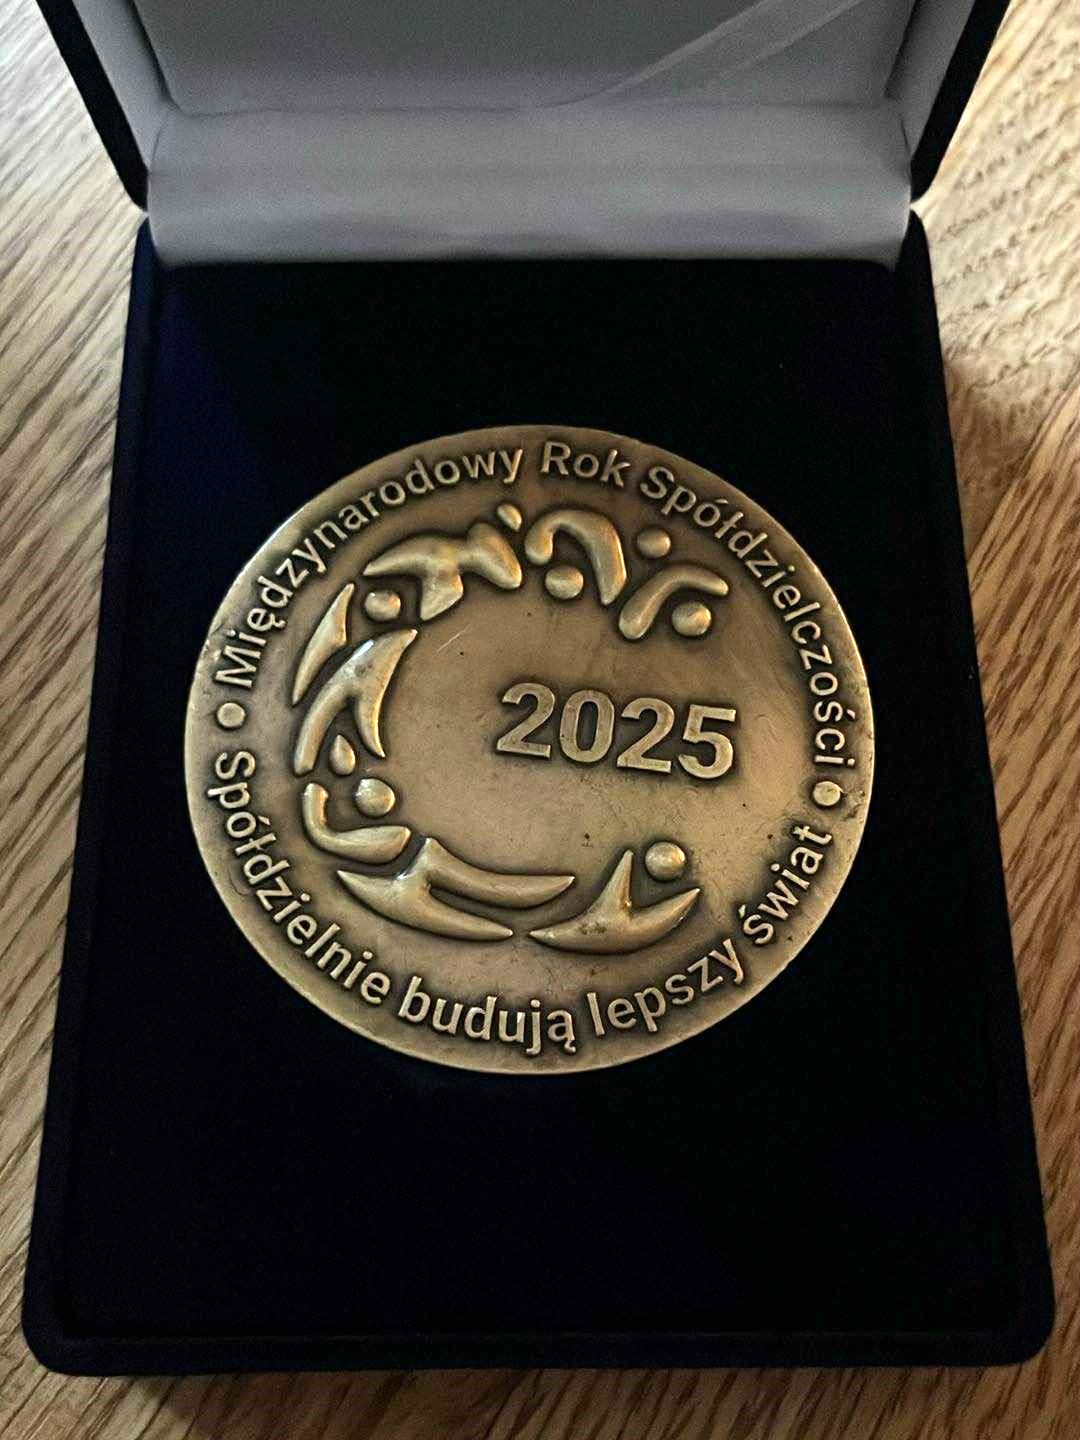 Międzynarodowy Rok Spółdzielczości
2025
Spółdzielnie budują lepszy świat